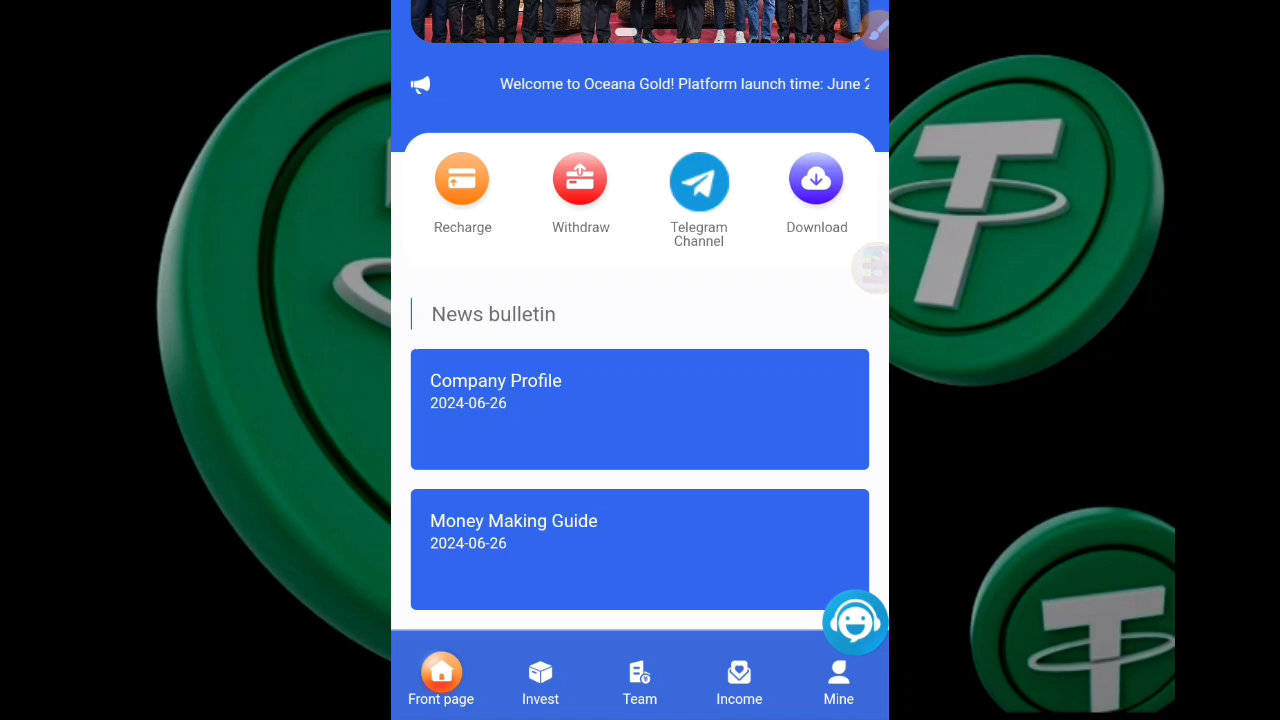 Welcome to Oceana Gold! Platform launch time: June 2
Recharge
Withdraw
Telegram
Channel
Download
News bulletin
Company Profile
2024-06-26
Money Making Guide
2024-06-26
Front page
Invest
Team
Income
Mine